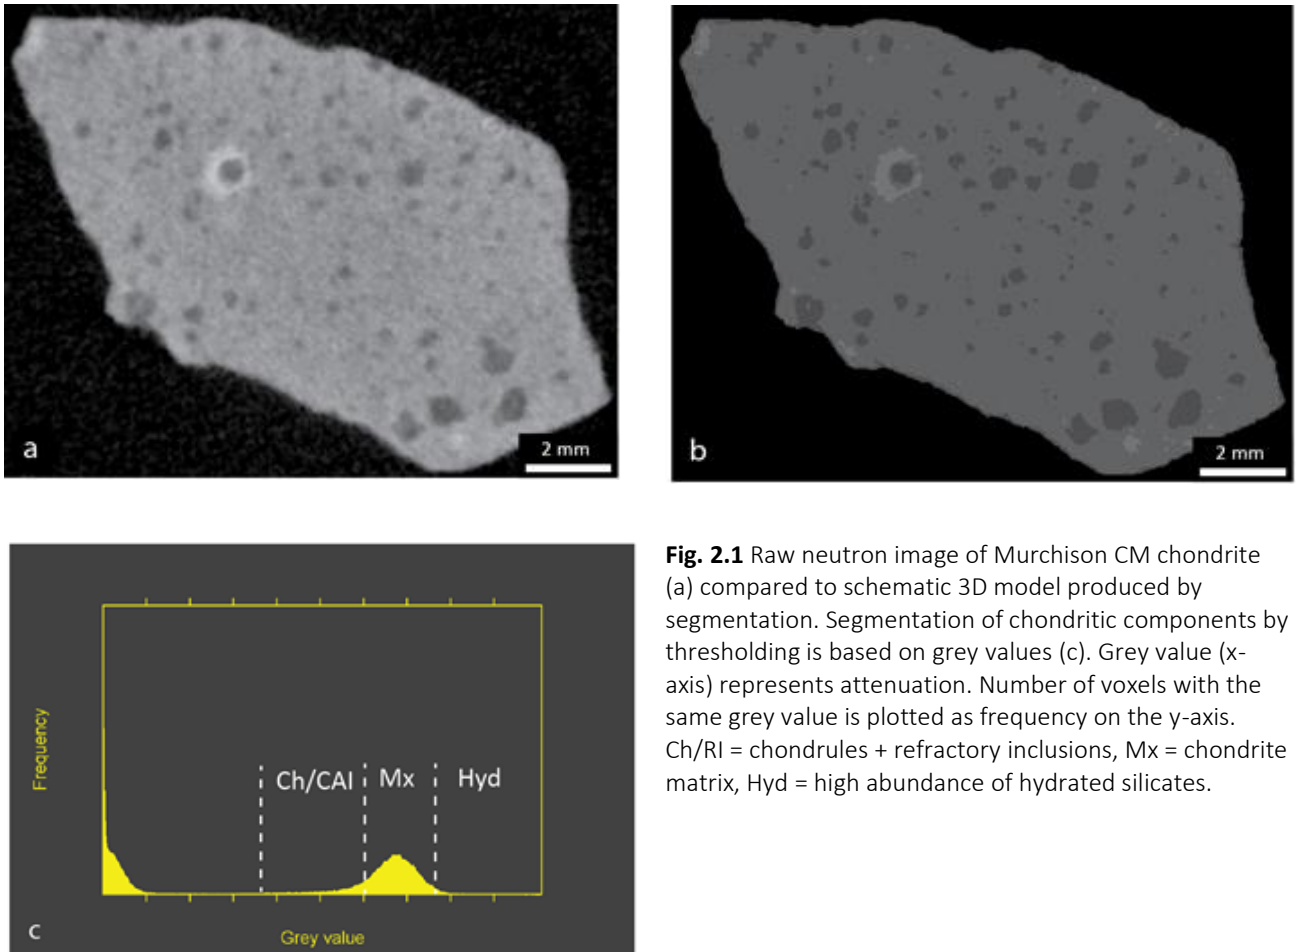 a
2 mm
b
2 mm
Fig. 2.1 Raw neutron image of Murchison CM chondrite
(a) compared to schematic 3D model produced by
segmentation. Segmentation of chondritic components by
thresholding is based on grey values (c). Grey value (x-
axis) represents attenuation. Number of voxels with the
same grey value is plotted as frequency on the y-axis.
Ch/RI = chondrules + refractory inclusions, Mx = chondrite
matrix, Hyd = high abundance of hydrated silicates.
Frequency
Ch/CAI
Mx
Hyd
Grey value
c